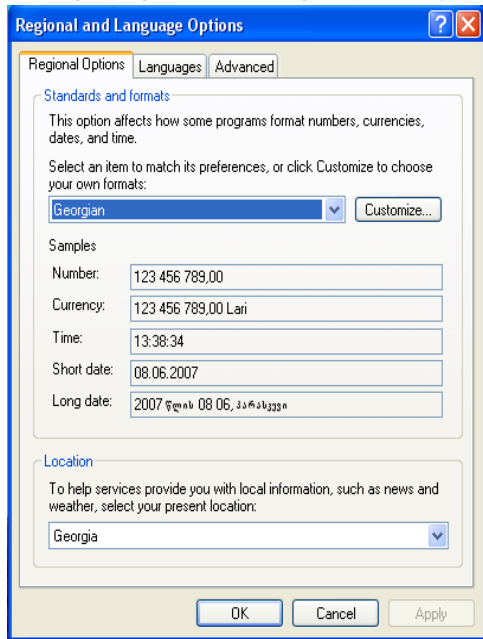 Regional and Language Options
Regional Options Languages Advanced
Standards and formats
This option affects how some programs format numbers, currencies,
dates, and time.
Select an item to match its preferences, or click Customize to choose
your own formats:
Georgian Customize...
Samples
Number: 123 456 789,00
Currency: 123 456 789,00 Lari
Time: 13:38:34
Short date: 08.06.2007
Long date: 2007 წლის 08 06, პარასკევი
Location
To help services provide you with local information, such as news and
weather, select your present location:
Georgia
OK Cancel Apply